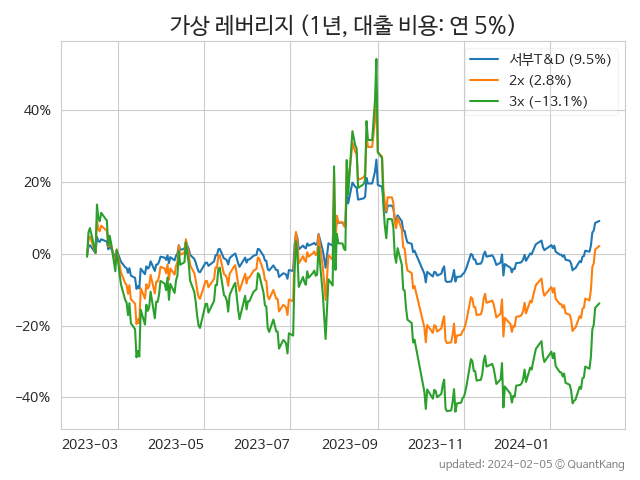 가상 레버리지 (1년, 대출 비용: 연 5%)
서부T&D (9.5%)
2x (2.8%)
3x (−13.1%)
40%
20%
0%
−20%
−40%
2023-03 2023-05 2023-07 2023-09 2023-11 2024-01
updated: 2024-02-05 © QuantKang